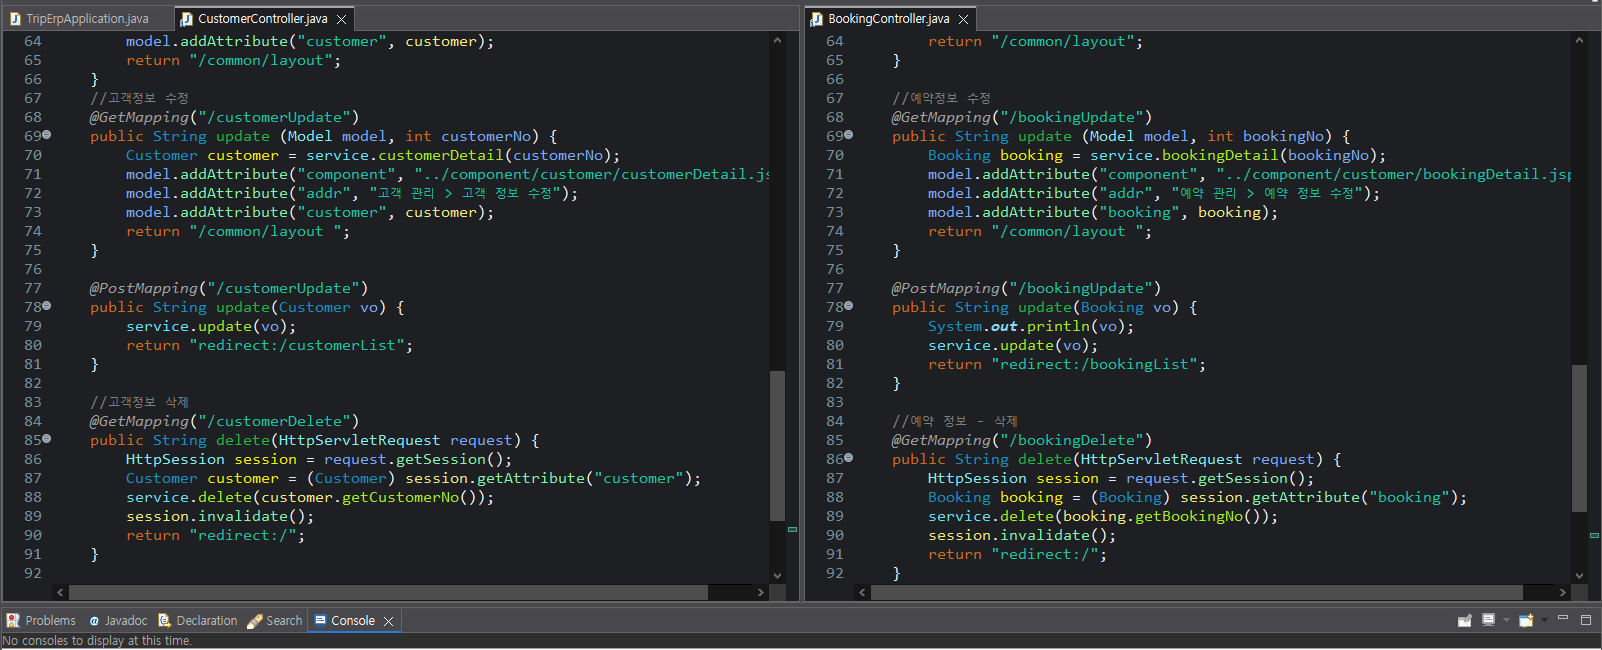 TripErpApplication.java
CustomerController.java
64 model.addAttribute("customer", customer);
65 return "/common/layout";
66 }
67 //고객정보 수정
68 @GetMapping("/customerUpdate")
69 public String update (Model model, int customerNo) {
70 Customer customer = service.customerDetail(customerNo);
71 model.addAttribute("component", "../component/customer/customerDetail.js
72 model.addAttribute("addr", "고객 관리 > 고객 정보 수정");
73 model.addAttribute("customer", customer);
74 return "/common/layout ";
75 }
76
77 @PostMapping("/customerUpdate")
78 public String update(Customer vo) {
79 service.update(vo);
80 return "redirect:/customerList";
81 }
82
83 //고객정보 삭제
84 @GetMapping("/customerDelete")
85 public String delete(HttpServletRequest request) {
86 HttpSession session = request.getSession();
87 Customer customer = (Customer) session.getAttribute("customer");
88 service.delete(customer.getCustomerNo());
89 session.invalidate();
90 return "redirect:/";
91 }
92
BookingController.java
64 return "/common/layout";
65 }
66
67 //예약정보 수정
68 @GetMapping("/bookingUpdate")
69 public String update (Model model, int bookingNo) {
70 Booking booking = service.bookingDetail(bookingNo);
71 model.addAttribute("component", "../component/customer/bookingDetail.jsp
72 model.addAttribute("addr", "예약 관리 > 예약 정보 수정");
73 model.addAttribute("booking", booking);
74 return "/common/layout ";
75 }
76
77 @PostMapping("/bookingUpdate")
78 public String update(Booking vo) {
79 System.out.println(vo);
80 service.update(vo);
81 return "redirect:/bookingList";
82 }
83
84 //예약 정보 - 삭제
85 @GetMapping("/bookingDelete")
86 public String delete(HttpServletRequest request) {
87 HttpSession session = request.getSession();
88 Booking booking = (Booking) session.getAttribute("booking");
89 service.delete(booking.getBookingNo());
90 session.invalidate();
91 return "redirect:/";
92 }
Problems @ Javadoc Declaration Search Console
No consoles to display at this time.